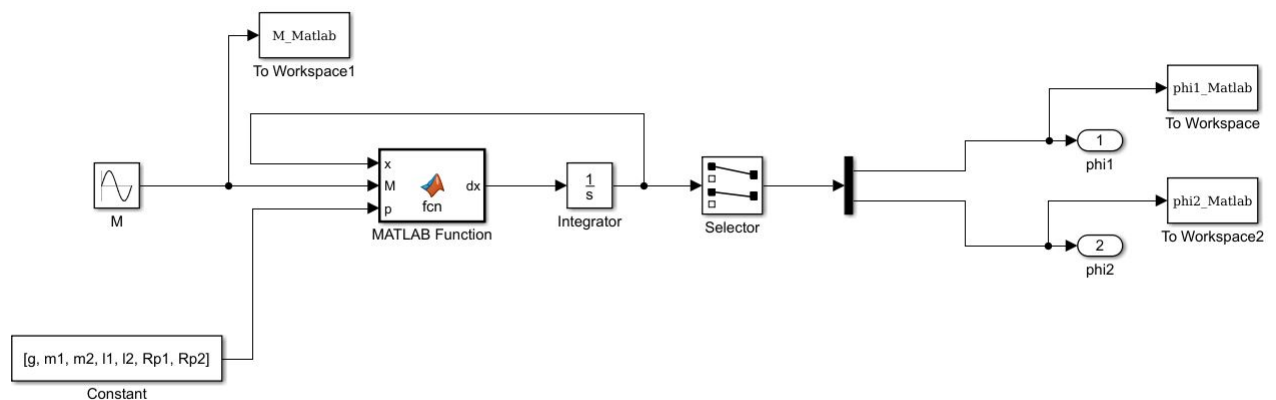 M_Matlab
To Workspace1
phi1_Matlab
To Workspace
1
phi1
x
M
p
dx
fcn
MATLAB Function
M
1
s
Integrator
Selector
phi2_Matlab
To Workspace2
2
phi2
[g, m1, m2, l1, l2, Rp1, Rp2]
Constant